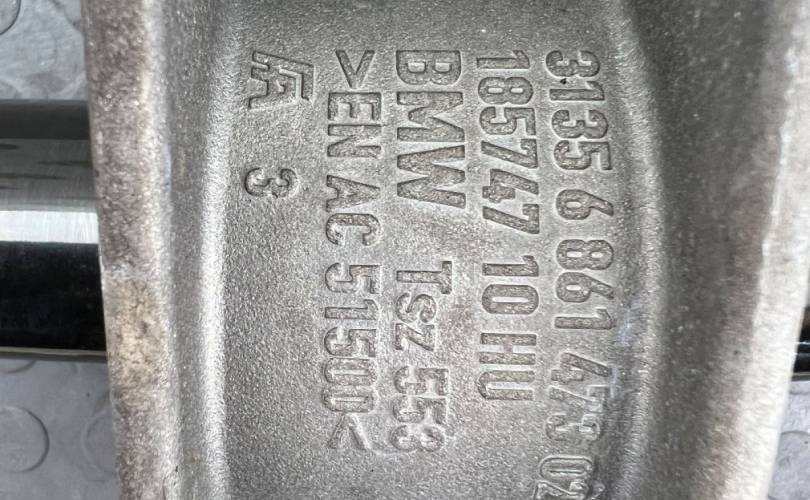 3135 6 861 473 02
185747 10 HU
BMW Tsz 553
>EN AC 51500<
3